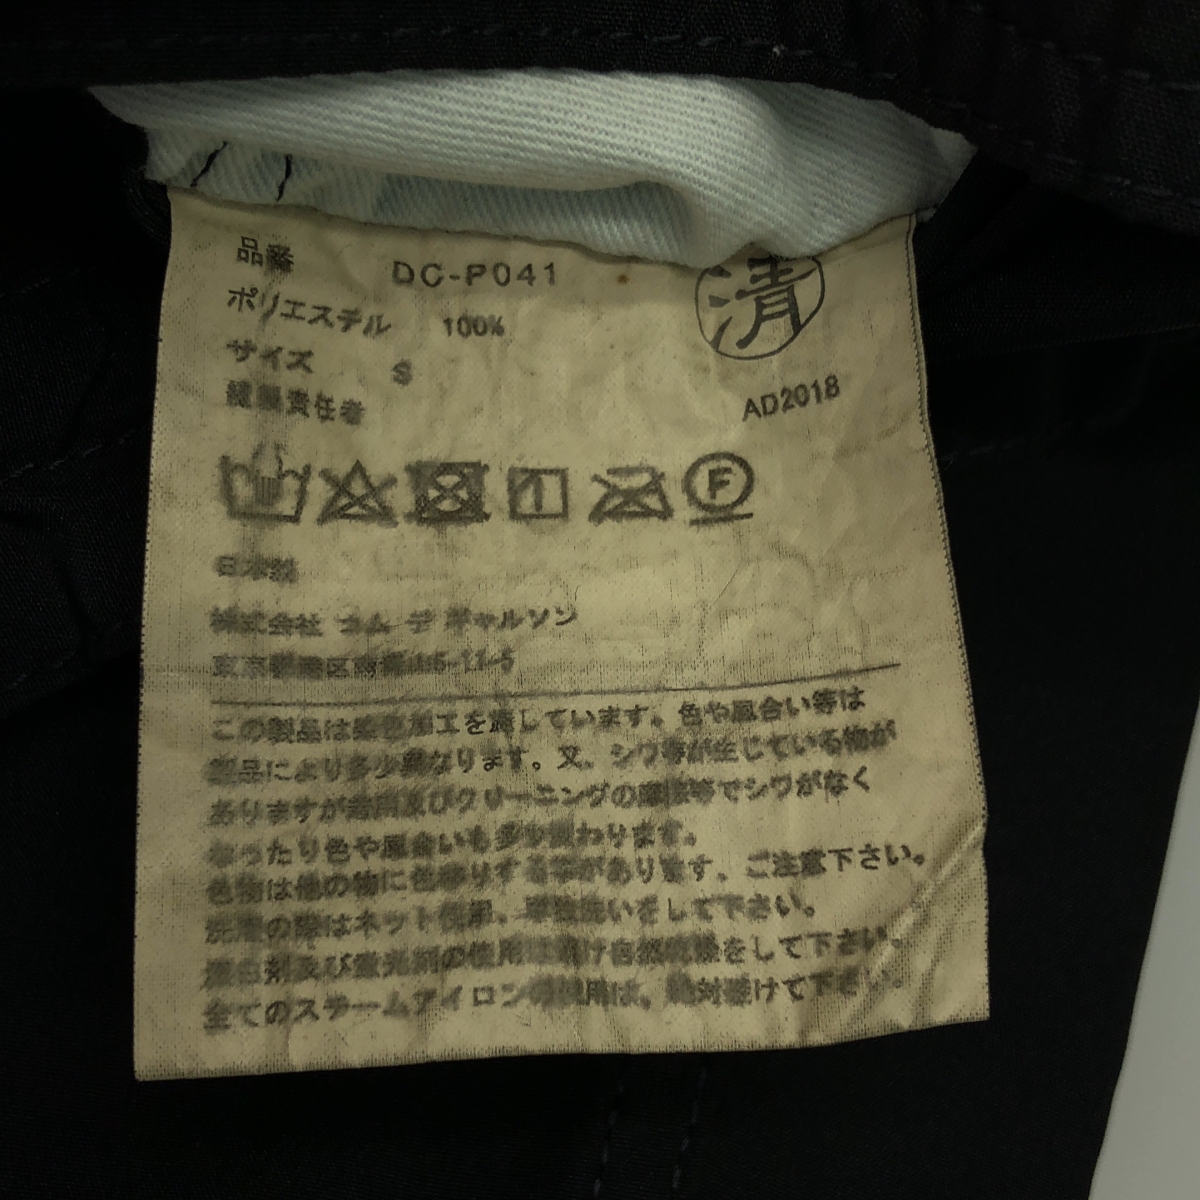 品番 DC-P041
清
ポリエステル 100%
サイズ S
縫製責任者
AD2018
F
日本製
株式会社 コム デ ギャルソン
東京都港区南青山5-11-5
この製品は染色加工を施しています。色や風合い等は
製品により多少異なります。又、シワ等が生じている物が
ありますが着用及びクリーニングの摩擦等でシワがなく
なったり色や風合いも多少変わります。
色物は他の物に色移りする等があります。ご注意下さい。
洗濯の際はネット使用、単独洗いをして下さい。
漂白剤及び蛍光剤の使用は避け自然乾燥をして下さい。
全てのスチームアイロンの使用は、絶対避けて下さい。